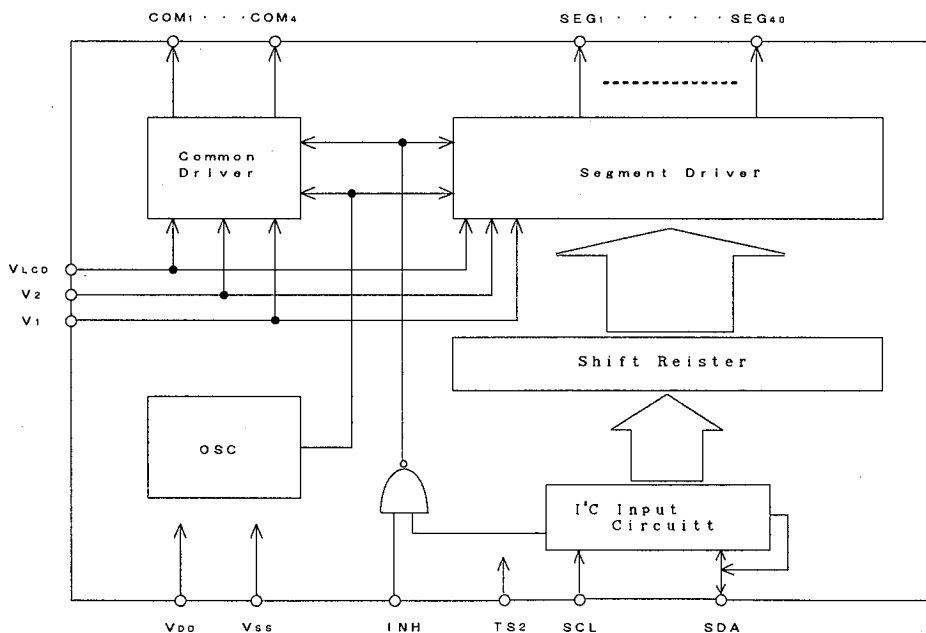 COM1 · · · COM4 SEG1 · · · · · · SEG40
Common
Driver
Segment Driver
VLCD
V2
V1
Shift Reister
OSC
I²C Input
Circuitt
VDD VSS INH TS2 SCL SDA